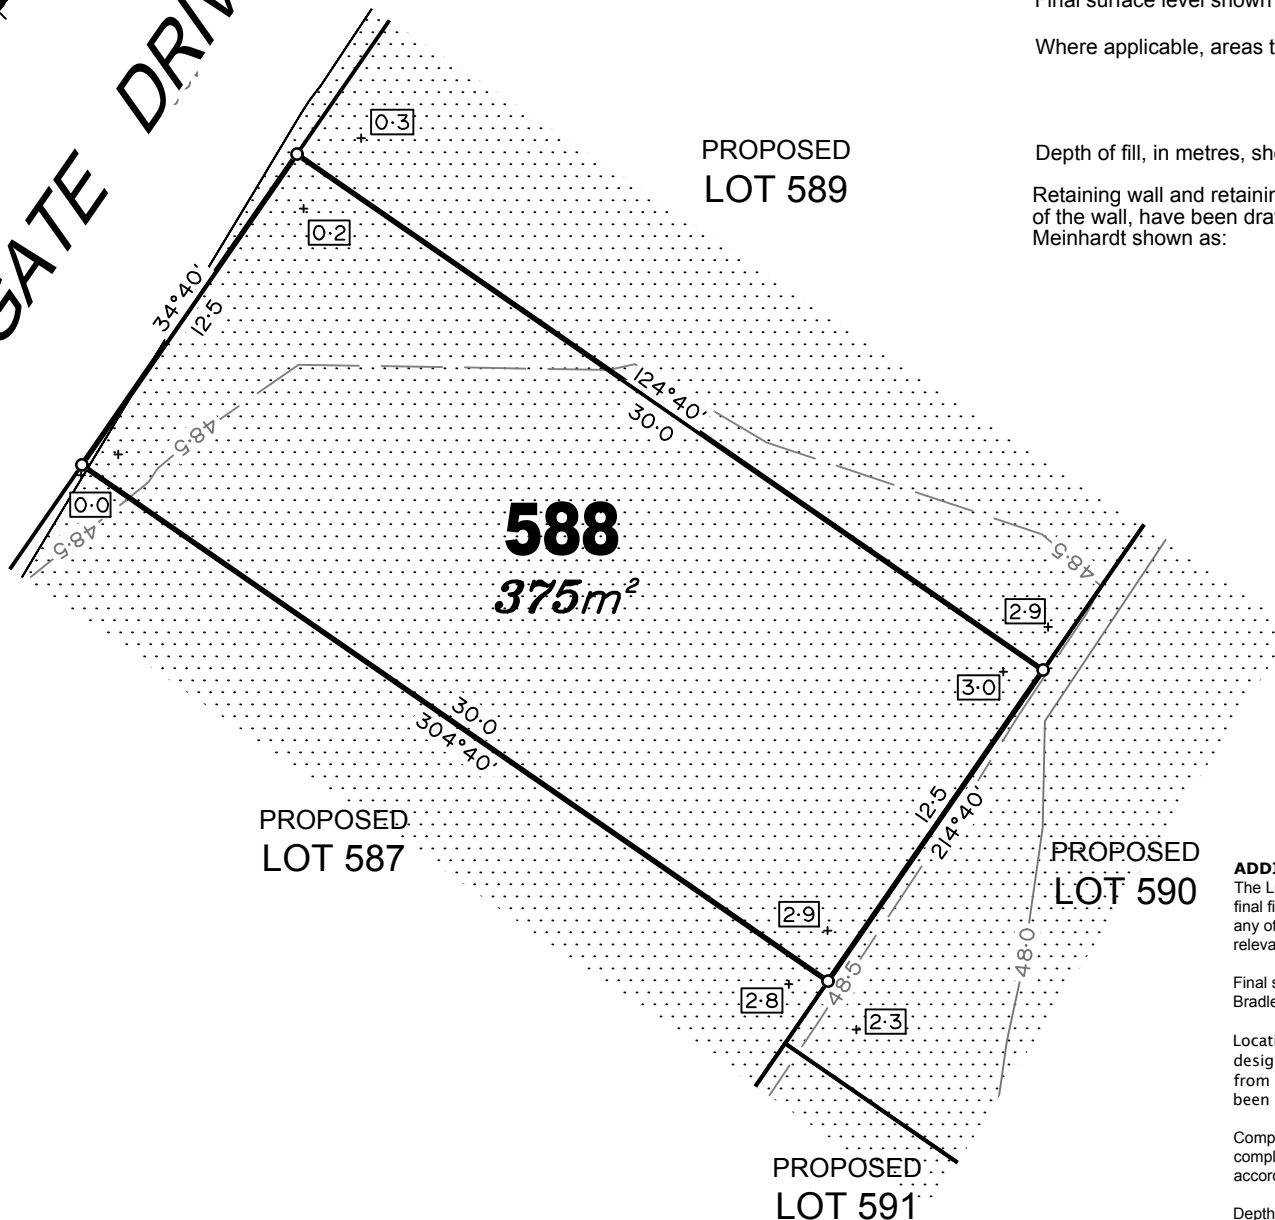 GATE DRIV
Final surface level shown
Where applicable, areas t
Depth of fill, in metres, sh
Retaining wall and retaini
of the wall, have been dra
Meinhardt shown as:
0·3
PROPOSED
LOT 589
0·2
34°40'
12·5
124°40'
30·0
48·5
0·0
48·5
588
375m²
48·5
2·9
3·0
30·0
304°40'
12·5
214°40'
PROPOSED
LOT 587
PROPOSED
LOT 590
2·9
48·5
48·0
2·8
2·3
PROPOSED
LOT 591
ADDI
The L
final fi
any ot
releva
Final s
Bradle
Locati
desig
from
been
Comp
compl
accor
Depth